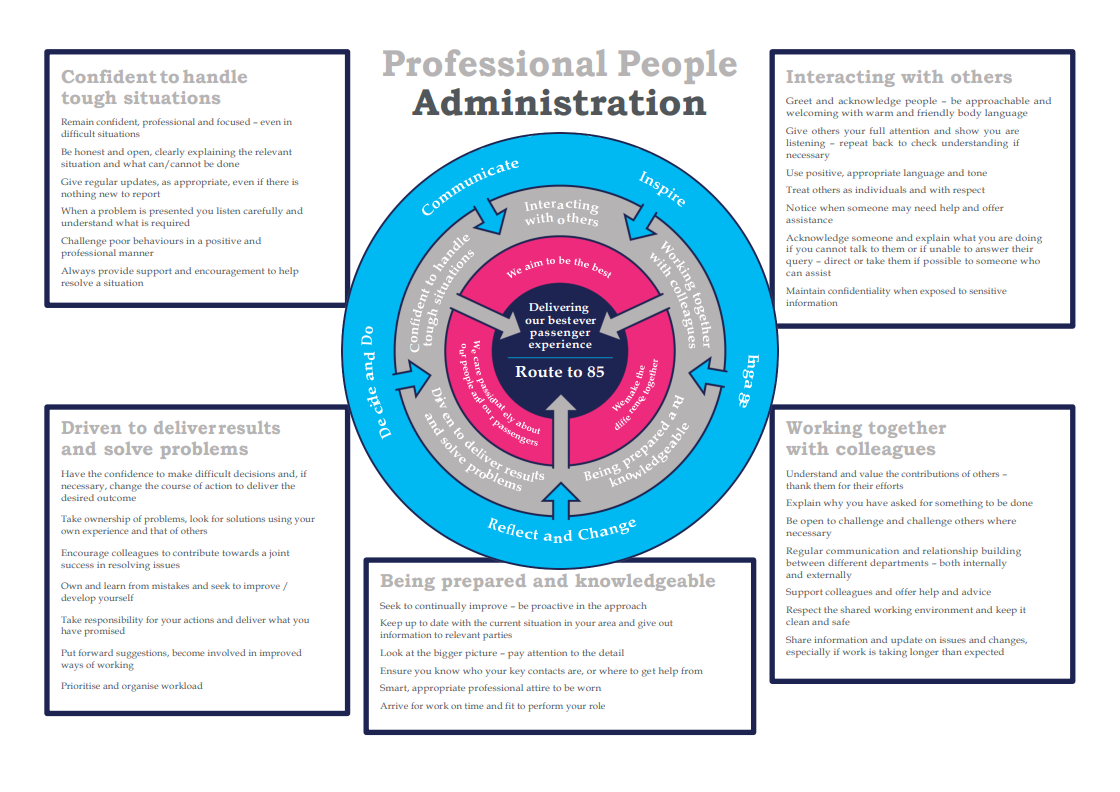 Professional People
Administration
Confident to handle
tough situations
Remain confident, professional and focused – even in
difficult situations
Be honest and open, clearly explaining the relevant
situation and what can/cannot be done
Give regular updates, as appropriate, even if there is
nothing new to report
When a problem is presented you listen carefully and
understand what is required
Challenge poor behaviours in a positive and
professional manner
Always provide support and encouragement to help
resolve a situation
Interacting with others
Greet and acknowledge people – be approachable and
welcoming with warm and friendly body language
Give others your full attention and show you are
listening – repeat back to check understanding if
necessary
Use positive, appropriate language and tone
Treat others as individuals and with respect
Notice when someone may need help and offer
assistance
Acknowledge someone and explain what you are doing
if you cannot talk to them or if unable to answer their
query – direct or take them if possible to someone who
can assist
Maintain confidentiality when exposed to sensitive
information
Communicate
Inspire
Engage
Reflect and Change
Decide and Do
Interacting
with others
Working together
with colleagues
Being prepared and
knowledgeable
Driven to deliver results
and solve problems
Confident to handle
tough situations
We aim to be the best
We make the
difference together
We care passionately about
our people and our passengers
Delivering
our best ever
passenger
experience
Route to 85
Driven to deliver results
and solve problems
Have the confidence to make difficult decisions and, if
necessary, change the course of action to deliver the
desired outcome
Take ownership of problems, look for solutions using your
own experience and that of others
Encourage colleagues to contribute towards a joint
success in resolving issues
Own and learn from mistakes and seek to improve /
develop yourself
Take responsibility for your actions and deliver what you
have promised
Put forward suggestions, become involved in improved
ways of working
Prioritise and organise workload
Being prepared and knowledgeable
Seek to continually improve – be proactive in the approach
Keep up to date with the current situation in your area and give out
information to relevant parties
Look at the bigger picture – pay attention to the detail
Ensure you know who your key contacts are, or where to get help from
Smart, appropriate professional attire to be worn
Arrive for work on time and fit to perform your role
Working together
with colleagues
Understand and value the contributions of others –
thank them for their efforts
Explain why you have asked for something to be done
Be open to challenge and challenge others where
necessary
Regular communication and relationship building
between different departments – both internally
and externally
Support colleagues and offer help and advice
Respect the shared working environment and keep it
clean and safe
Share information and update on issues and changes,
especially if work is taking longer than expected